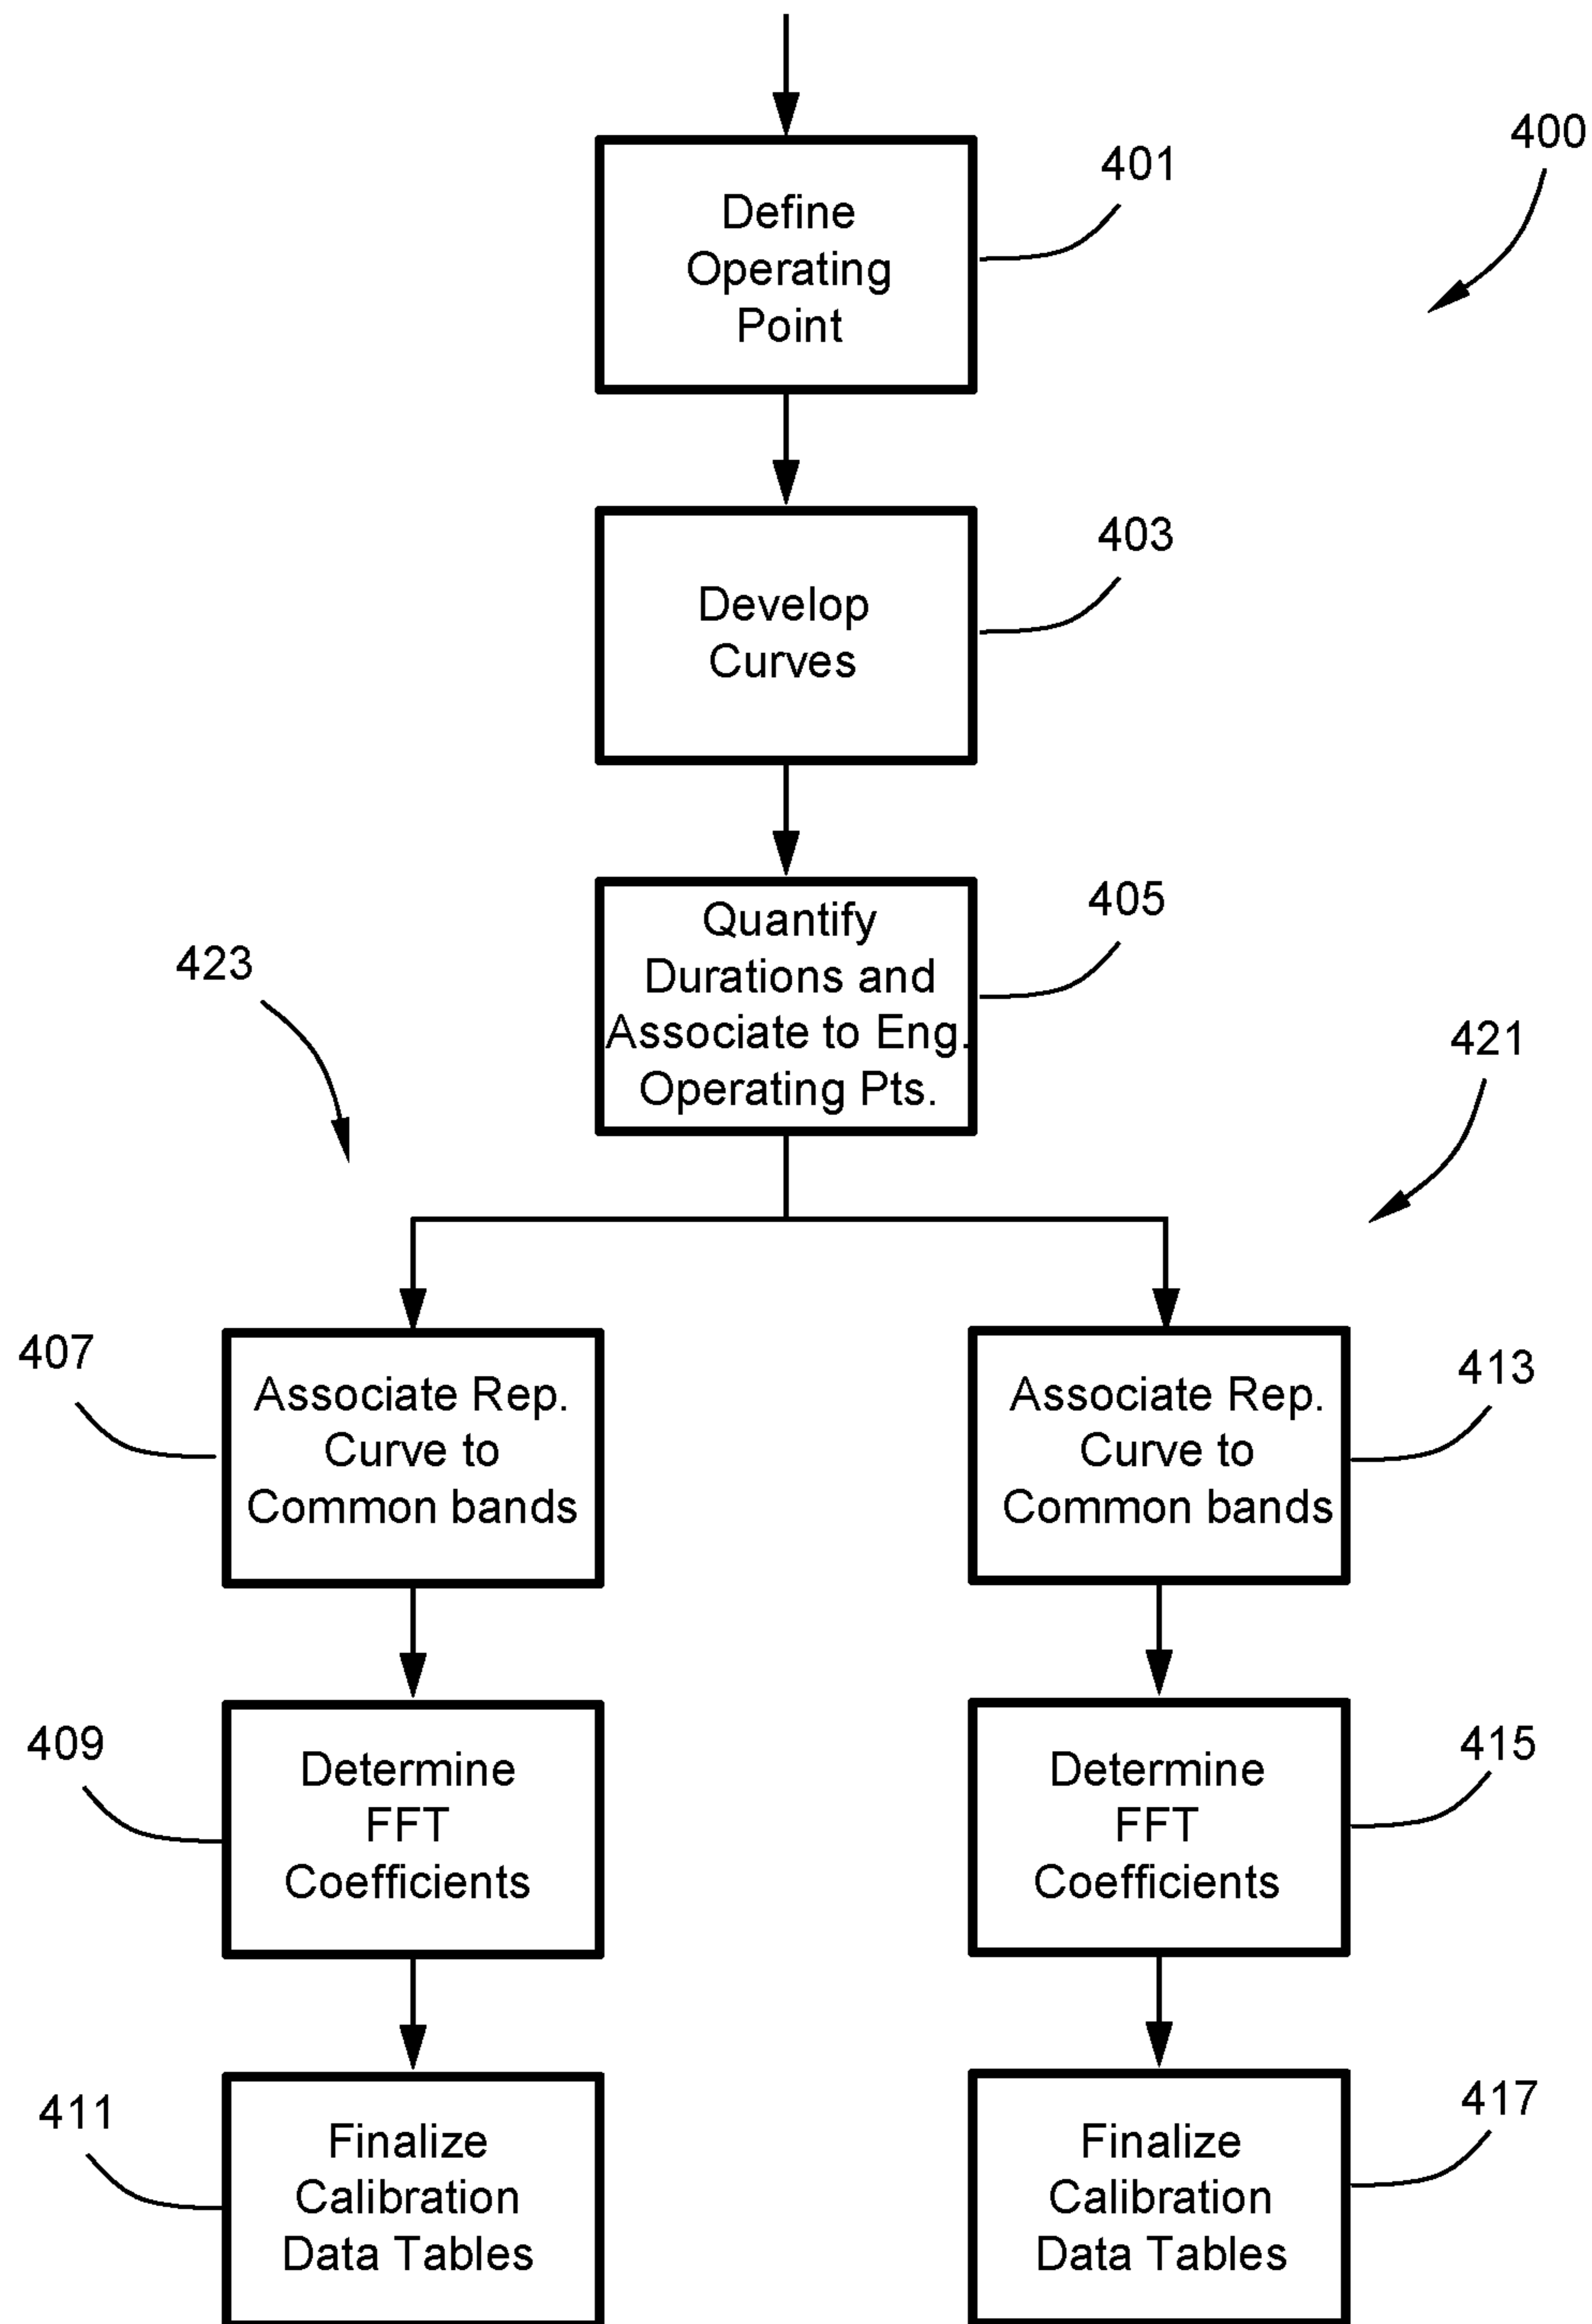 400
401
Define
Operating
Point
403
Develop
Curves
405
Quantify
Durations and
Associate to Eng.
Operating Pts.
423
421
407
Associate Rep.
Curve to
Common bands
413
Associate Rep.
Curve to
Common bands
409
Determine
FFT
Coefficients
415
Determine
FFT
Coefficients
411
Finalize
Calibration
Data Tables
417
Finalize
Calibration
Data Tables